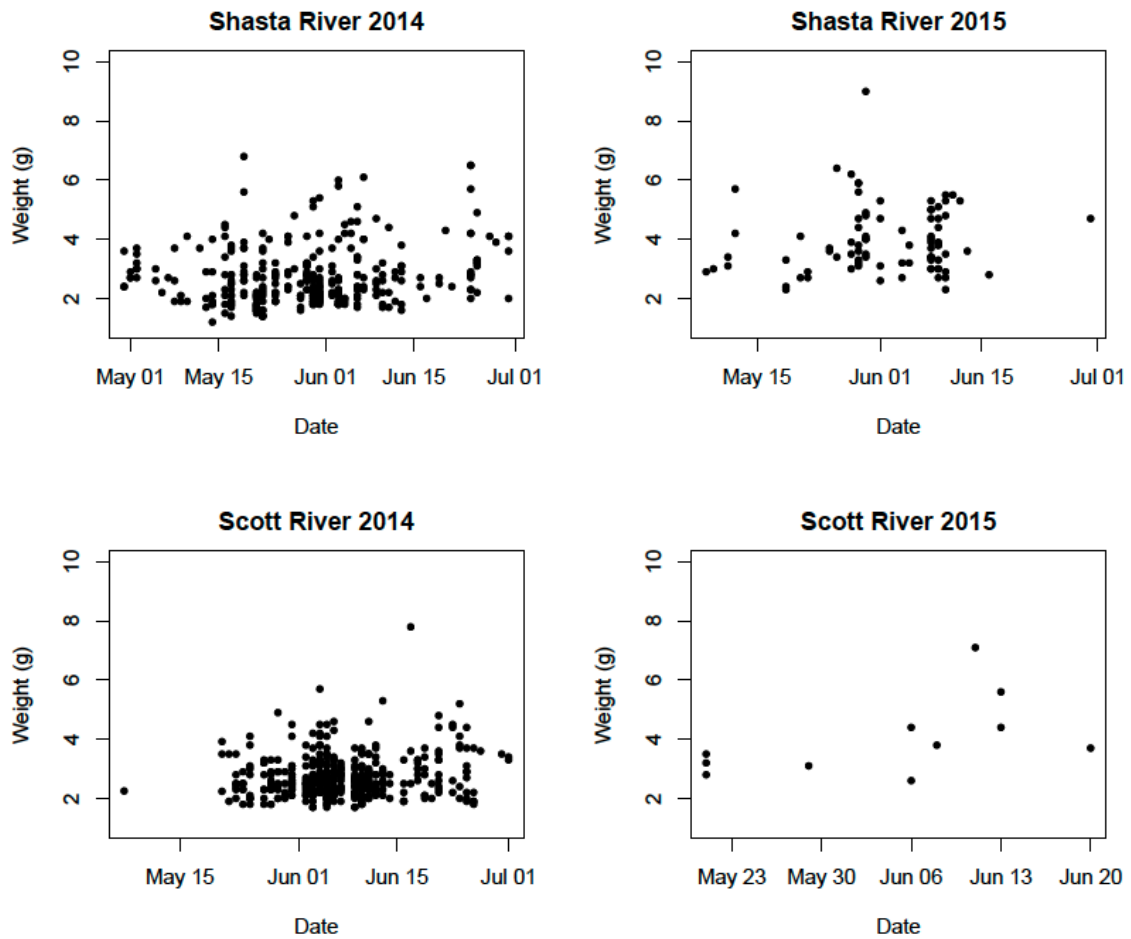 Shasta River 2014
Weight (g)
10
8
6
4
2
May 01 May 15 Jun 01 Jun 15 Jul 01
Date
Shasta River 2015
Weight (g)
10
8
6
4
2
May 15 Jun 01 Jun 15 Jul 01
Date
Scott River 2014
Weight (g)
10
8
6
4
2
May 15 Jun 01 Jun 15 Jul 01
Date
Scott River 2015
Weight (g)
10
8
6
4
2
May 23 May 30 Jun 06 Jun 13 Jun 20
Date